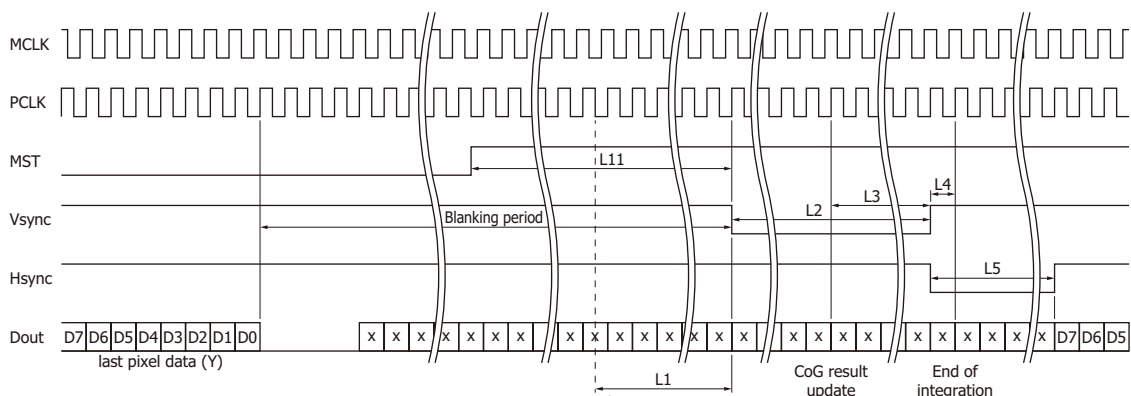 MCLK
PCLK
MST
L11
L4
L3
Vsync
Blanking period
L2
Hsync
L5
Dout D7 D6 D5 D4 D3 D2 D1 D0 x x x x x x x x x x x x x x x x x x x x x x x x x x x D7 D6 D5
last pixel data (Y)
L1
CoG result
update
End of
integration